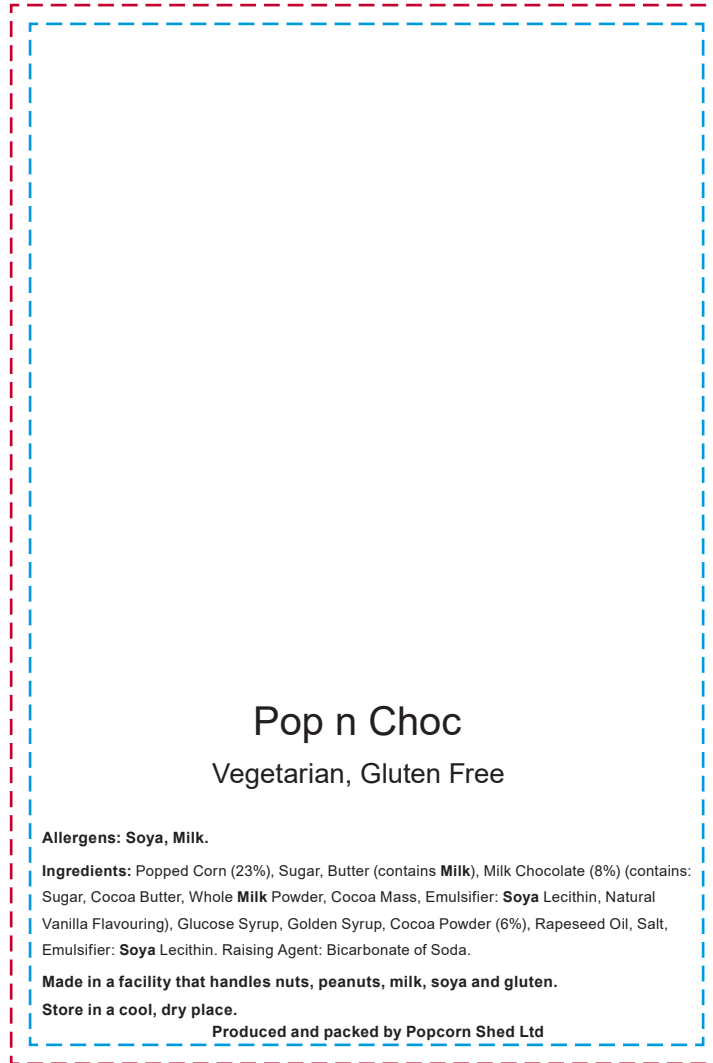 Pop n Choc
Vegetarian, Gluten Free
Allergens: Soya, Milk.
Ingredients: Popped Corn (23%), Sugar, Butter (contains Milk), Milk Chocolate (8%) (contains:
Sugar, Cocoa Butter, Whole Milk Powder, Cocoa Mass, Emulsifier: Soya Lecithin, Natural
Vanilla Flavouring), Glucose Syrup, Golden Syrup, Cocoa Powder (6%), Rapeseed Oil, Salt,
Emulsifier: Soya Lecithin. Raising Agent: Bicarbonate of Soda.
Made in a facility that handles nuts, peanuts, milk, soya and gluten.
Store in a cool, dry place.
Produced and packed by Popcorn Shed Ltd